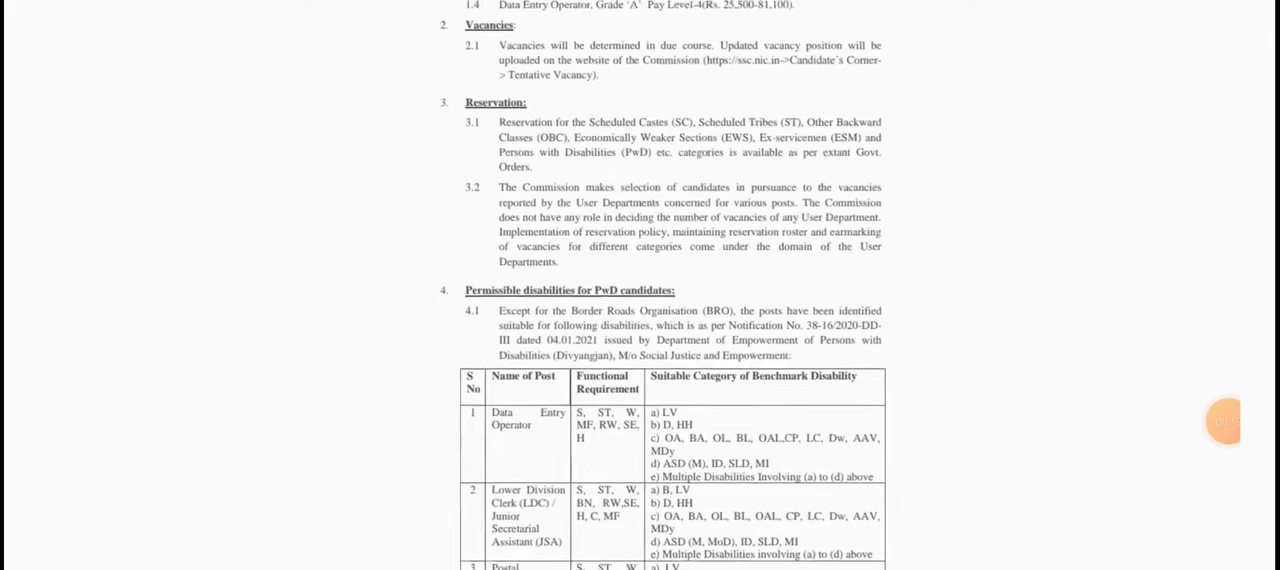 1.4 Data Entry Operator, Grade 'A' Pay Level-4(Rs. 25,500-81,100).
2. Vacancies:
2.1 Vacancies will be determined in due course. Updated vacancy position will be
uploaded on the website of the Commission (https://ssc.nic.in->Candidate's Corner-
> Tentative Vacancy).
3. Reservation:
3.1 Reservation for the Scheduled Castes (SC), Scheduled Tribes (ST), Other Backward
Classes (OBC), Economically Weaker Sections (EWS), Ex-servicemen (ESM) and
Persons with Disabilities (PwD) etc. categories is available as per extant Govt.
Orders.
3.2 The Commission makes selection of candidates in pursuance to the vacancies
reported by the User Departments concerned for various posts. The Commission
does not have any role in deciding the number of vacancies of any User Department.
Implementation of reservation policy, maintaining reservation roster and earmarking
of vacancies for different categories come under the domain of the User
Departments.
4. Permissible disabilities for PwD candidates:
4.1 Except for the Border Roads Organisation (BRO), the posts have been identified
suitable for following disabilities, which is as per Notification No. 38-16/2020-DD-
III dated 04.01.2021 issued by Department of Empowerment of Persons with
Disabilities (Divyangjan), M/o Social Justice and Empowerment:
S No Name of Post Functional Requirement Suitable Category of Benchmark Disability
1 Data Entry S, ST, W, a) LV
Operator MF, RW, SE, b) D, HH
H c) OA, BA, OL, BL, OAL,CP, LC, Dw, AAV,
MDy
d) ASD (M), ID, SLD, MI
e) Multiple Disabilities Involving (a) to (d) above
2 Lower Division S, ST, W, a) B, LV
Clerk (LDC) / BN, RW,SE, b) D, HH
Junior H, C, MF c) OA, BA, OL, BL, OAL, CP, LC, Dw, AAV,
Secretarial MDy
Assistant (JSA) d) ASD (M, MoD), ID, SLD, MI
e) Multiple Disabilities involving (a) to (d) above
3 Postal S, ST, W, a) LV